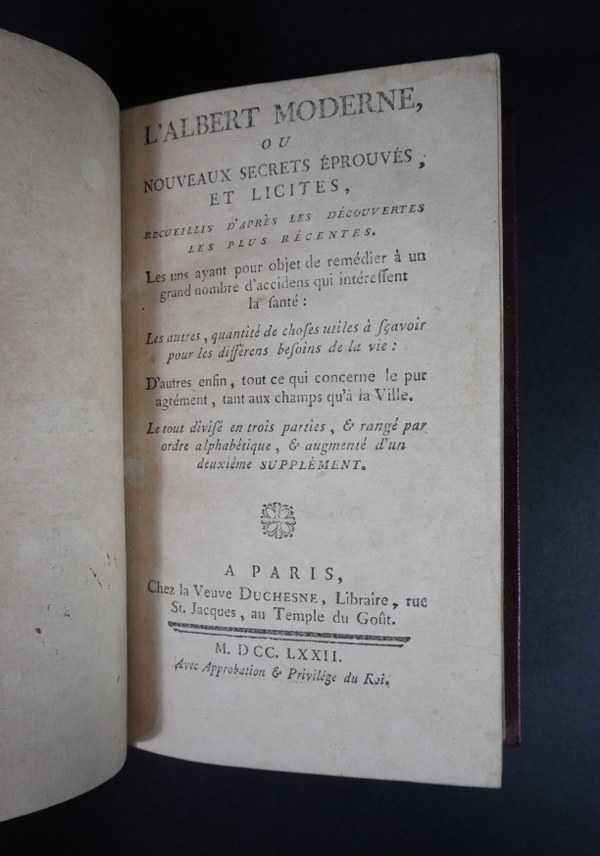 L'ALBERT MODERNE,
OU
NOUVEAUX SECRETS ÉPROUVÉS,
ET LICITES,
RECUEILLIS D'APRÈS LES DÉCOUVERTES
LES PLUS RÉCENTES.
Les uns ayant pour objet de remédier à un
grand nombre d'accidens qui intéreſſent
la ſanté :
Les autres, quantité de choſes utiles à ſçavoir
pour les différens beſoins de la vie :
D'autres enfin, tout ce qui concerne le pur
agrément, tant aux champs qu'à la Ville.
Le tout diviſé en trois parties, & rangé par
ordre alphabétique, & augmenté d'un
deuxiéme SUPPLÉMENT.
A PARIS,
Chez la Veuve DUCHESNE, Libraire, rue
St. Jacques, au Temple du Goût.
M. DCC. LXXII.
Avec Approbation & Privilége du Roi.